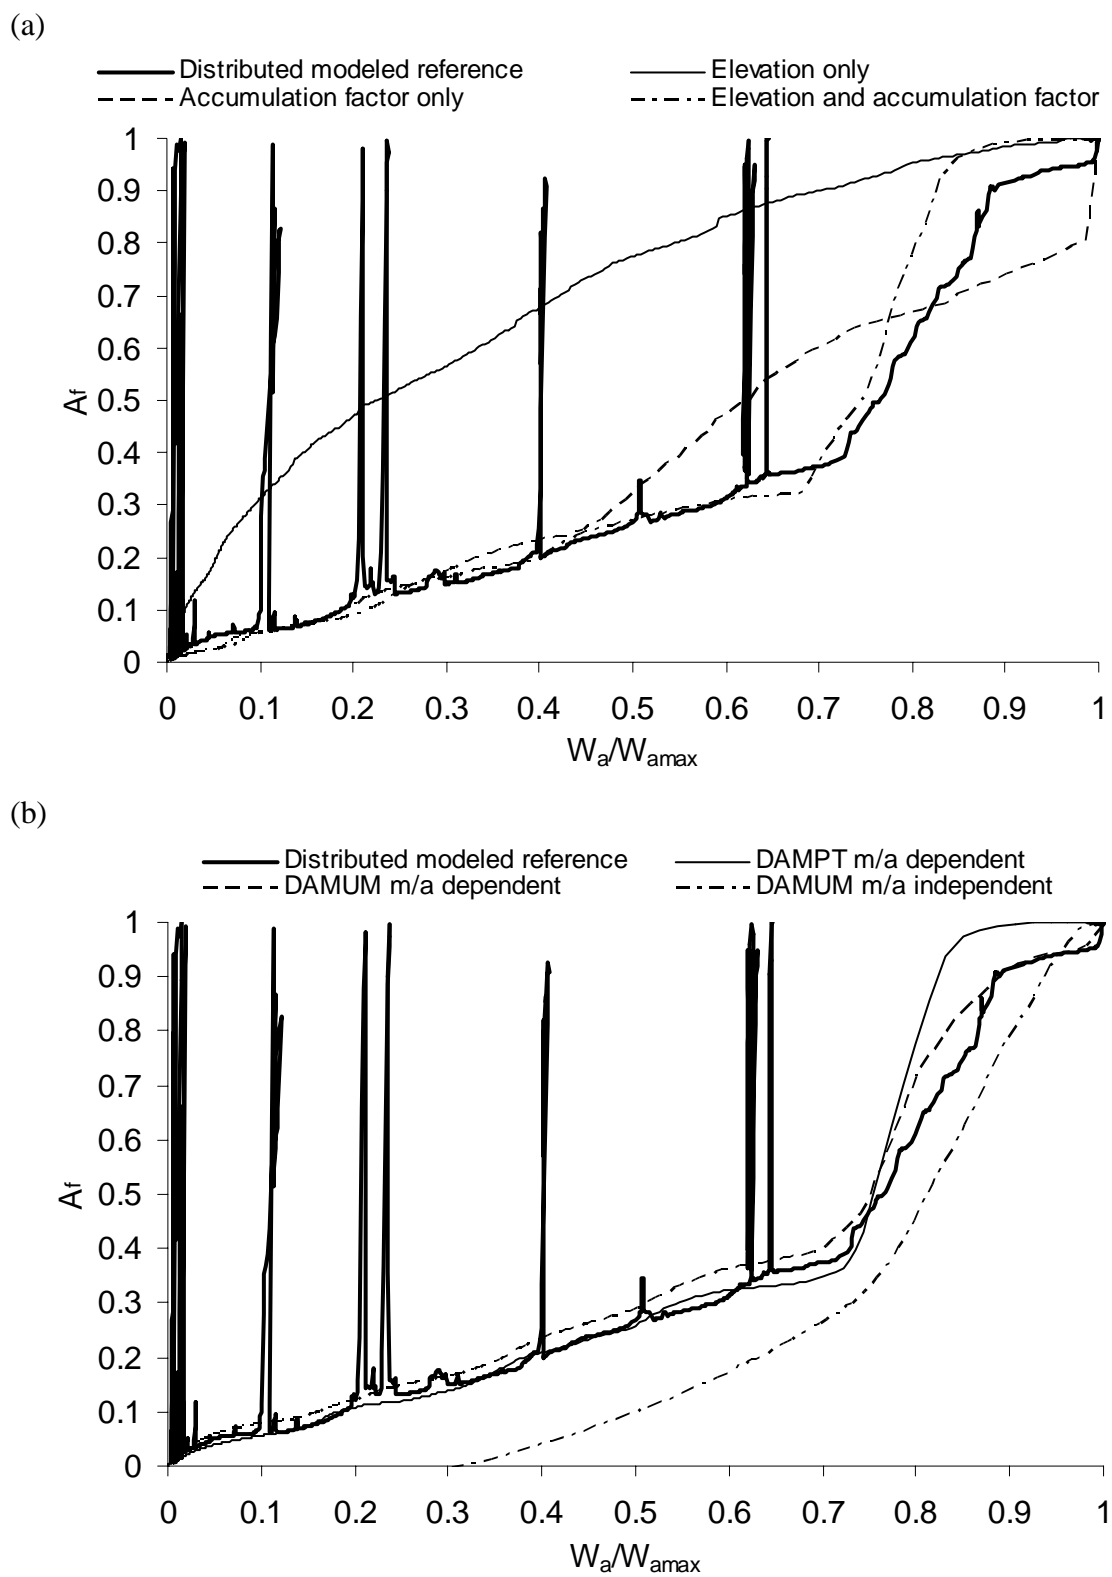 (a)
Distributed modeled reference Elevation only
Accumulation factor only Elevation and accumulation factor
1
0.9
0.8
0.7
0.6
0.5
0.4
0.3
0.2
0.1
0
Af
0 0.1 0.2 0.3 0.4 0.5 0.6 0.7 0.8 0.9 1
Wa/Wamax
(b)
Distributed modeled reference DAMPT m/a dependent
DAMUM m/a dependent DAMUM m/a independent
1
0.9
0.8
0.7
0.6
0.5
0.4
0.3
0.2
0.1
0
Af
0 0.1 0.2 0.3 0.4 0.5 0.6 0.7 0.8 0.9 1
Wa/Wamax